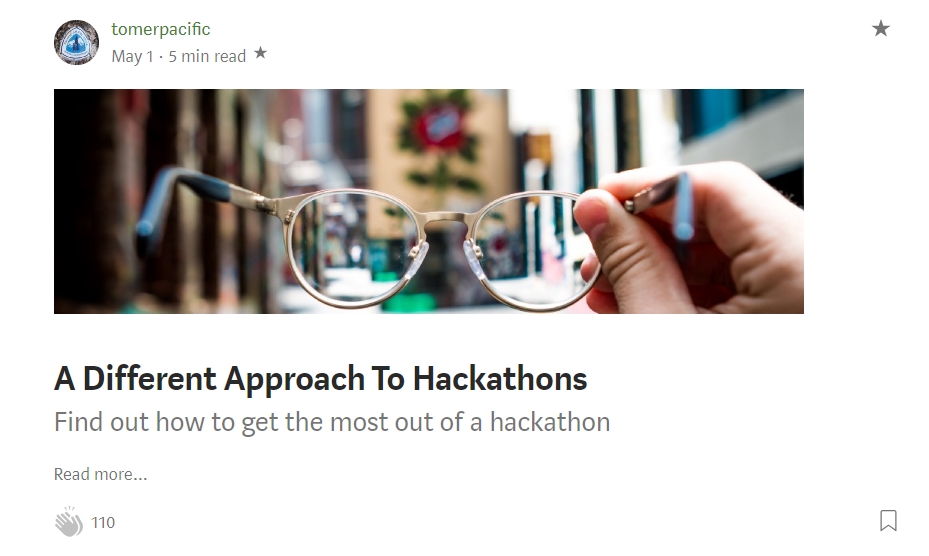 tomerpacific
May 1 · 5 min read ★
A Different Approach To Hackathons
Find out how to get the most out of a hackathon
Read more...
110